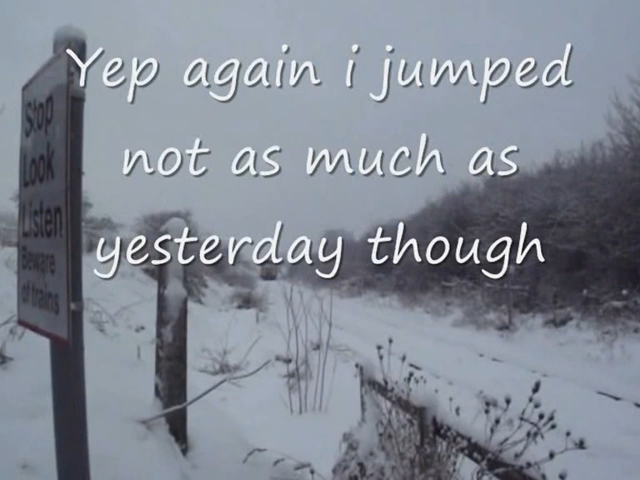 Yep again i jumped
not as much as
yesterday though
Stop
Look
Listen
Beware
of trains